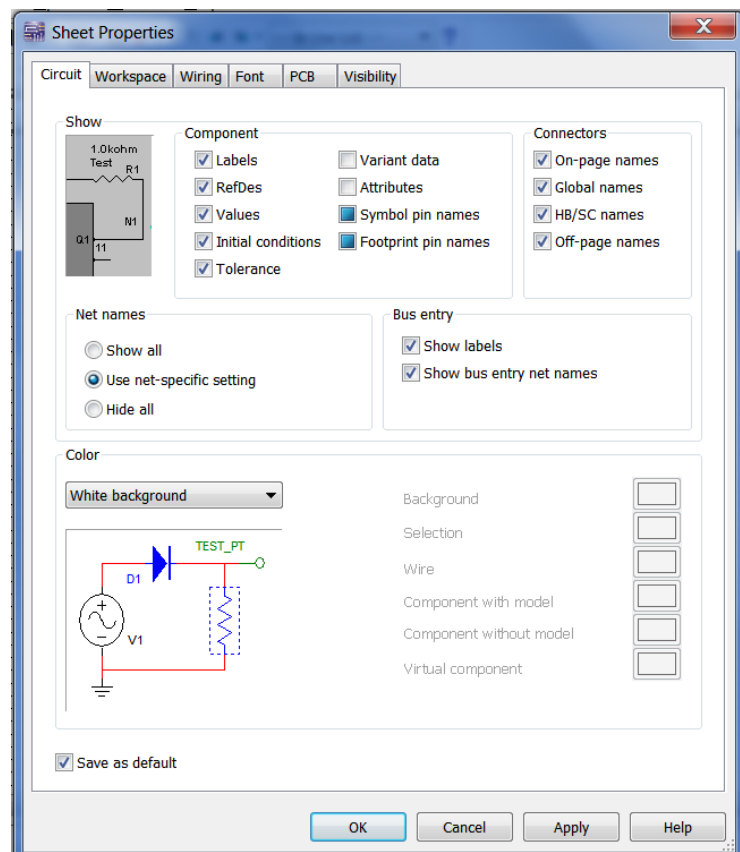 Sheet Properties
Circuit Workspace Wiring Font PCB Visibility
Show
1.0kohm
Test R1
N1
Q1 11
Component
Labels
RefDes
Values
Initial conditions
Tolerance
Variant data
Attributes
Symbol pin names
Footprint pin names
Connectors
On-page names
Global names
HB/SC names
Off-page names
Net names
Show all
Use net-specific setting
Hide all
Bus entry
Show labels
Show bus entry net names
Color
White background
TEST_PT
D1
V1
Background
Selection
Wire
Component with model
Component without model
Virtual component
Save as default
OK Cancel Apply Help